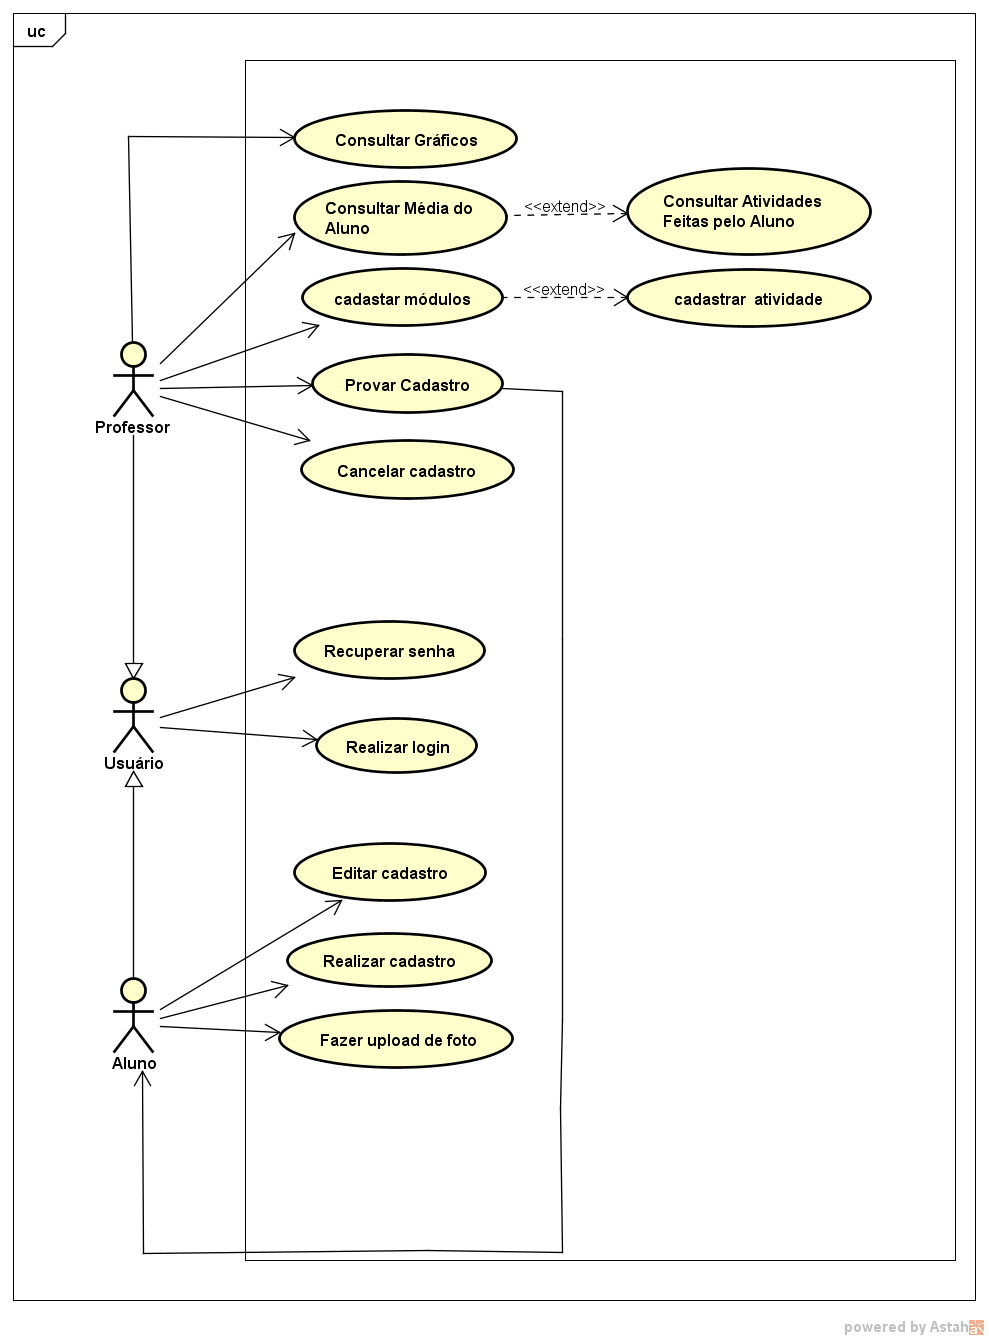 uc
Consultar Gráficos
Consultar Média do
Aluno
<<extend>>
Consultar Atividades
Feitas pelo Aluno
cadastar módulos
<<extend>>
cadastrar atividade
Provar Cadastro
Professor
Cancelar cadastro
Recuperar senha
Realizar login
Usuário
Editar cadastro
Realizar cadastro
Fazer upload de foto
Aluno
powered by Astah